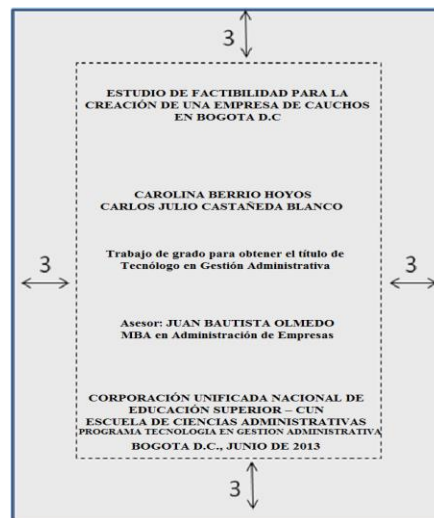 3
ESTUDIO DE FACTIBILIDAD PARA LA
CREACIÓN DE UNA EMPRESA DE CAUCHOS
EN BOGOTA D.C
CAROLINA BERRIO HOYOS
CARLOS JULIO CASTAÑEDA BLANCO
3
3
Trabajo de grado para obtener el título de
Tecnólogo en Gestión Administrativa
Asesor: JUAN BAUTISTA OLMEDO
MBA en Administración de Empresas
CORPORACIÓN UNIFICADA NACIONAL DE
EDUCACIÓN SUPERIOR – CUN
ESCUELA DE CIENCIAS ADMINISTRATIVAS
PROGRAMA TECNOLOGIA EN GESTION ADMINISTRATIVA
BOGOTA D.C., JUNIO DE 2013
3